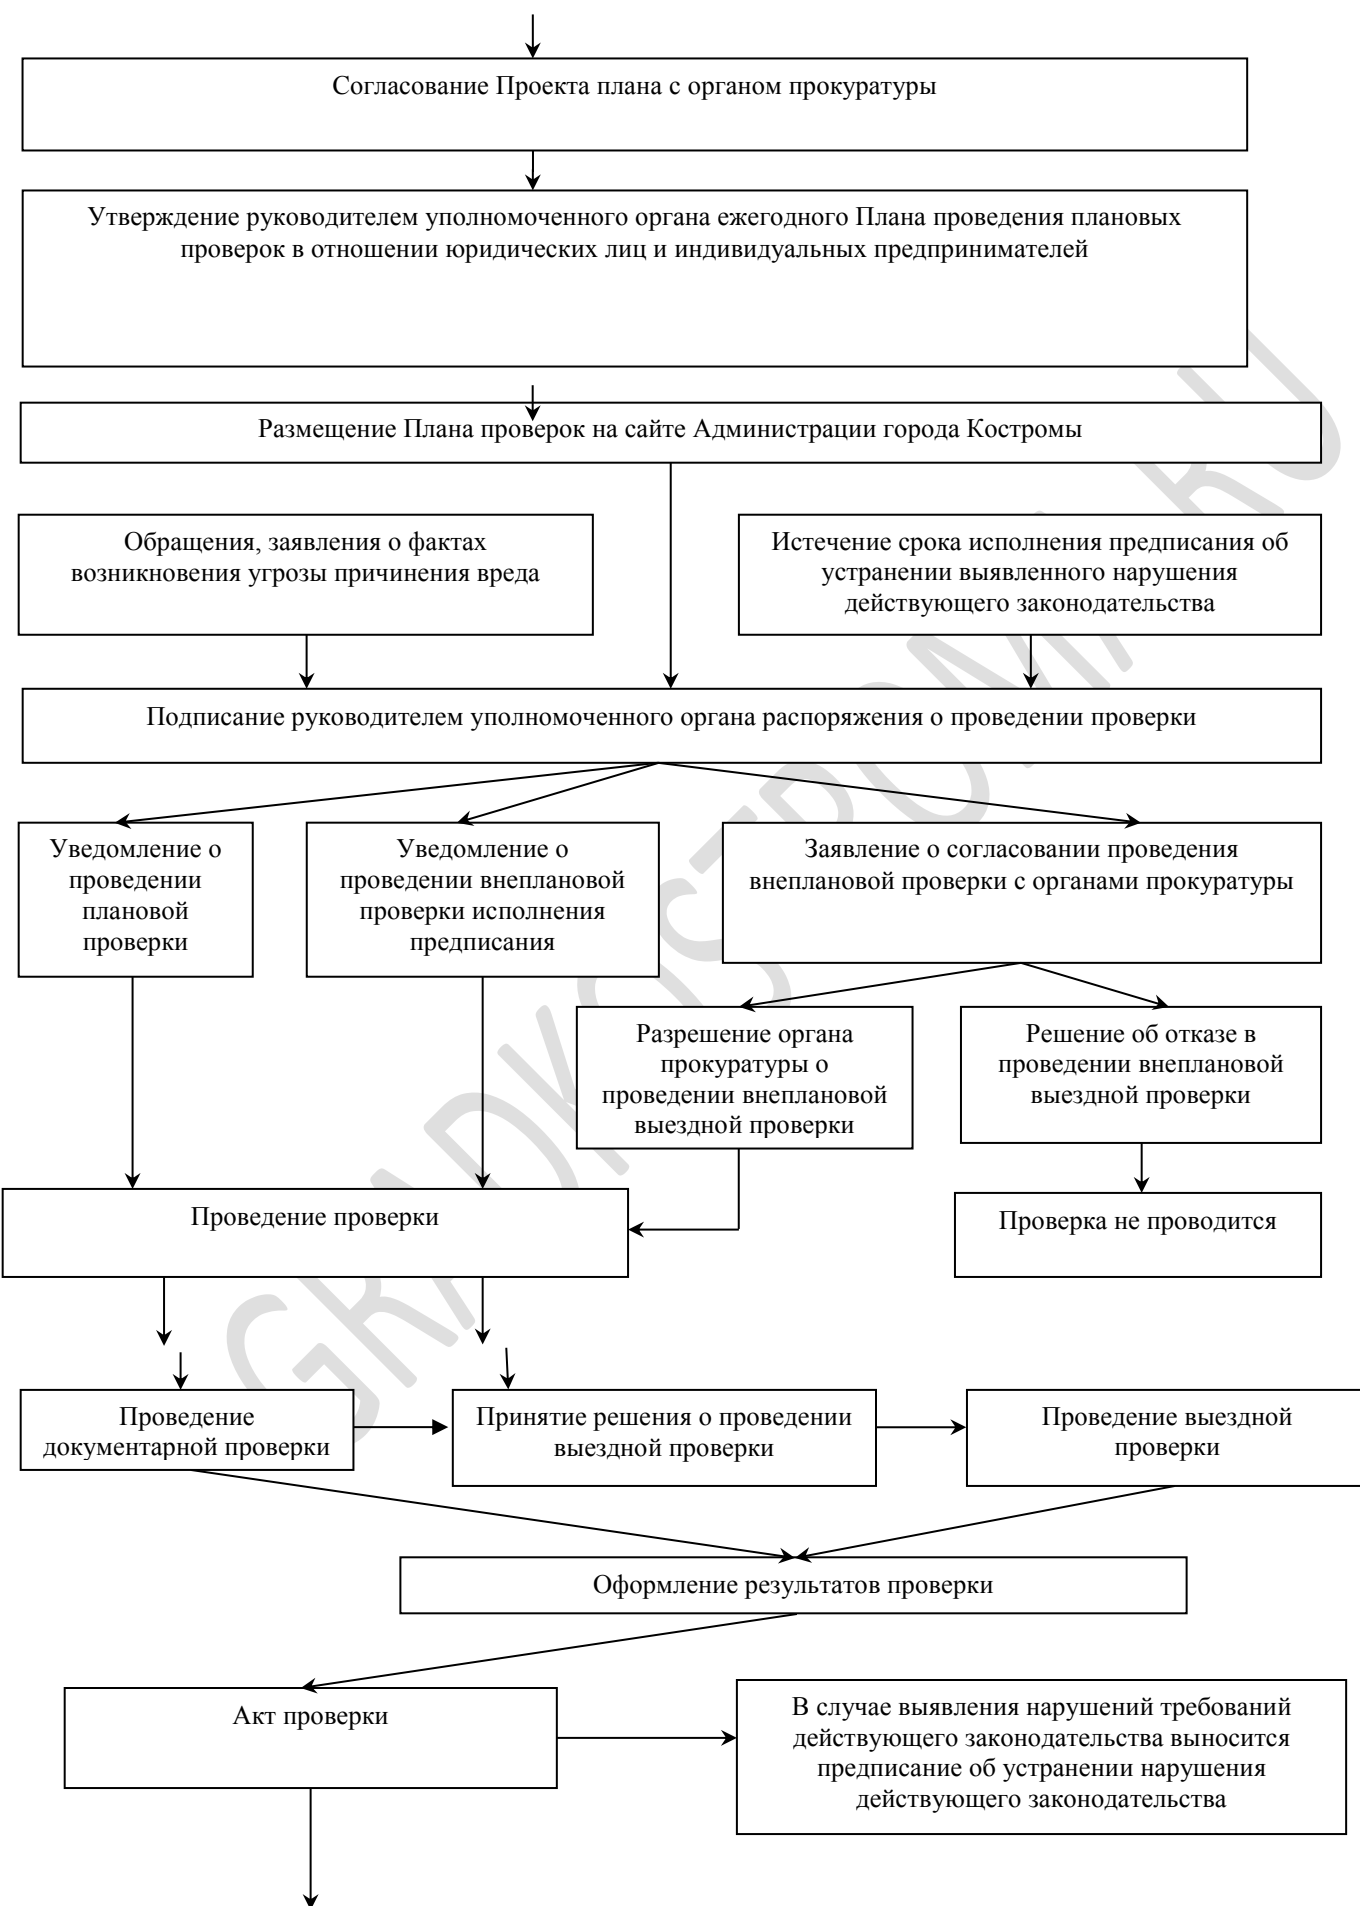 Согласование Проекта плана с органом прокуратуры
Утверждение руководителем уполномоченного органа ежегодного Плана проведения плановых
проверок в отношении юридических лиц и индивидуальных предпринимателей
Размещение Плана проверок на сайте Администрации города Костромы
Обращения, заявления о фактах
возникновения угрозы причинения вреда
Истечение срока исполнения предписания об
устранении выявленного нарушения
действующего законодательства
Подписание руководителем уполномоченного органа распоряжения о проведении проверки
Уведомление о
проведении
плановой
проверки
Уведомление о
проведении внеплановой
проверки исполнения
предписания
Заявление о согласовании проведения
внеплановой проверки с органами прокуратуры
Разрешение органа
прокуратуры о
проведении внеплановой
выездной проверки
Решение об отказе в
проведении внеплановой
выездной проверки
Проведение проверки
Проверка не проводится
Проведение
документарной проверки
Принятие решения о проведении
выездной проверки
Проведение выездной
проверки
Оформление результатов проверки
Акт проверки
В случае выявления нарушений требований
действующего законодательства выносится
предписание об устранении нарушения
действующего законодательства
GRADKOSTROMA.RU